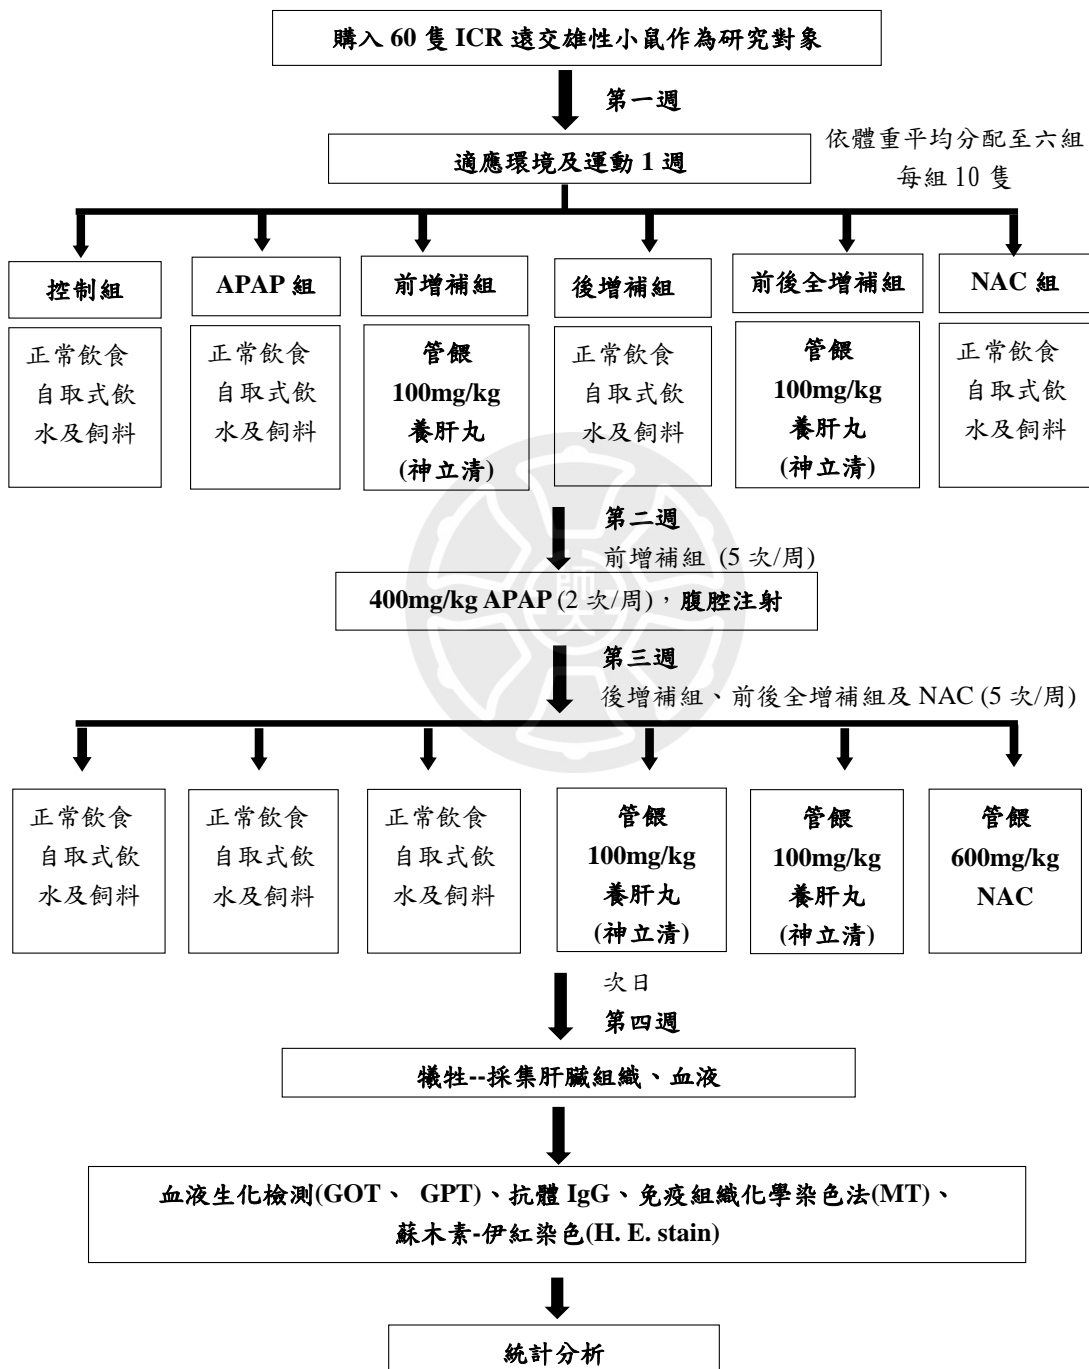 購入 60 隻 ICR 遠交雄性小鼠作為研究對象
第一週
適應環境及運動 1 週
依體重平均分配至六組
每組 10 隻
控制組
APAP 組
前增補組
後增補組
前後全增補組
NAC 組
正常飲食
自取式飲
水及飼料
正常飲食
自取式飲
水及飼料
管餵
100mg/kg
養肝丸
(神立清)
正常飲食
自取式飲
水及飼料
管餵
100mg/kg
養肝丸
(神立清)
正常飲食
自取式飲
水及飼料
第二週
前增補組 (5 次/周)
400mg/kg APAP (2 次/周)，腹腔注射
第三週
後增補組、前後全增補組及 NAC (5 次/周)
正常飲食
自取式飲
水及飼料
正常飲食
自取式飲
水及飼料
正常飲食
自取式飲
水及飼料
管餵
100mg/kg
養肝丸
(神立清)
管餵
100mg/kg
養肝丸
(神立清)
管餵
600mg/kg
NAC
次日
第四週
犧牲--採集肝臟組織、血液
血液生化檢測(GOT、 GPT)、抗體 IgG、免疫組織化學染色法(MT)、
蘇木素-伊紅染色(H. E. stain)
統計分析
師大